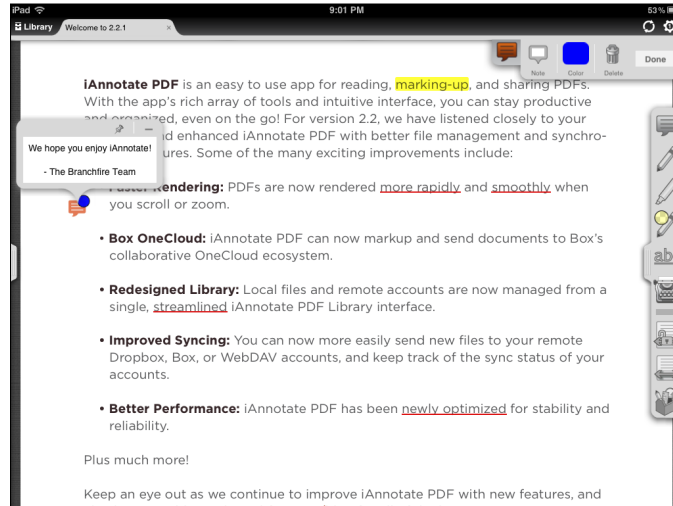 iPad
9:01 PM
53%
Library
Welcome to 2.2.1
×
Note
Color
Delete
Done
iAnnotate PDF is an easy to use app for reading, marking-up, and sharing PDFs.
With the app's rich array of tools and intuitive interface, you can stay productive
and organized, even on the go! For version 2.2, we have listened closely to your
d enhanced iAnnotate PDF with better file management and synchro-
ures. Some of the many exciting improvements include:
We hope you enjoy iAnnotate!
- The Branchfire Team
Faster Rendering: PDFs are now rendered more rapidly and smoothly when
you scroll or zoom.
• Box OneCloud: iAnnotate PDF can now markup and send documents to Box's
collaborative OneCloud ecosystem.
• Redesigned Library: Local files and remote accounts are now managed from a
single, streamlined iAnnotate PDF Library interface.
• Improved Syncing: You can now more easily send new files to your remote
Dropbox, Box, or WebDAV accounts, and keep track of the sync status of your
accounts.
• Better Performance: iAnnotate PDF has been newly optimized for stability and
reliability.
Plus much more!
Keep an eye out as we continue to improve iAnnotate PDF with new features, and
ab